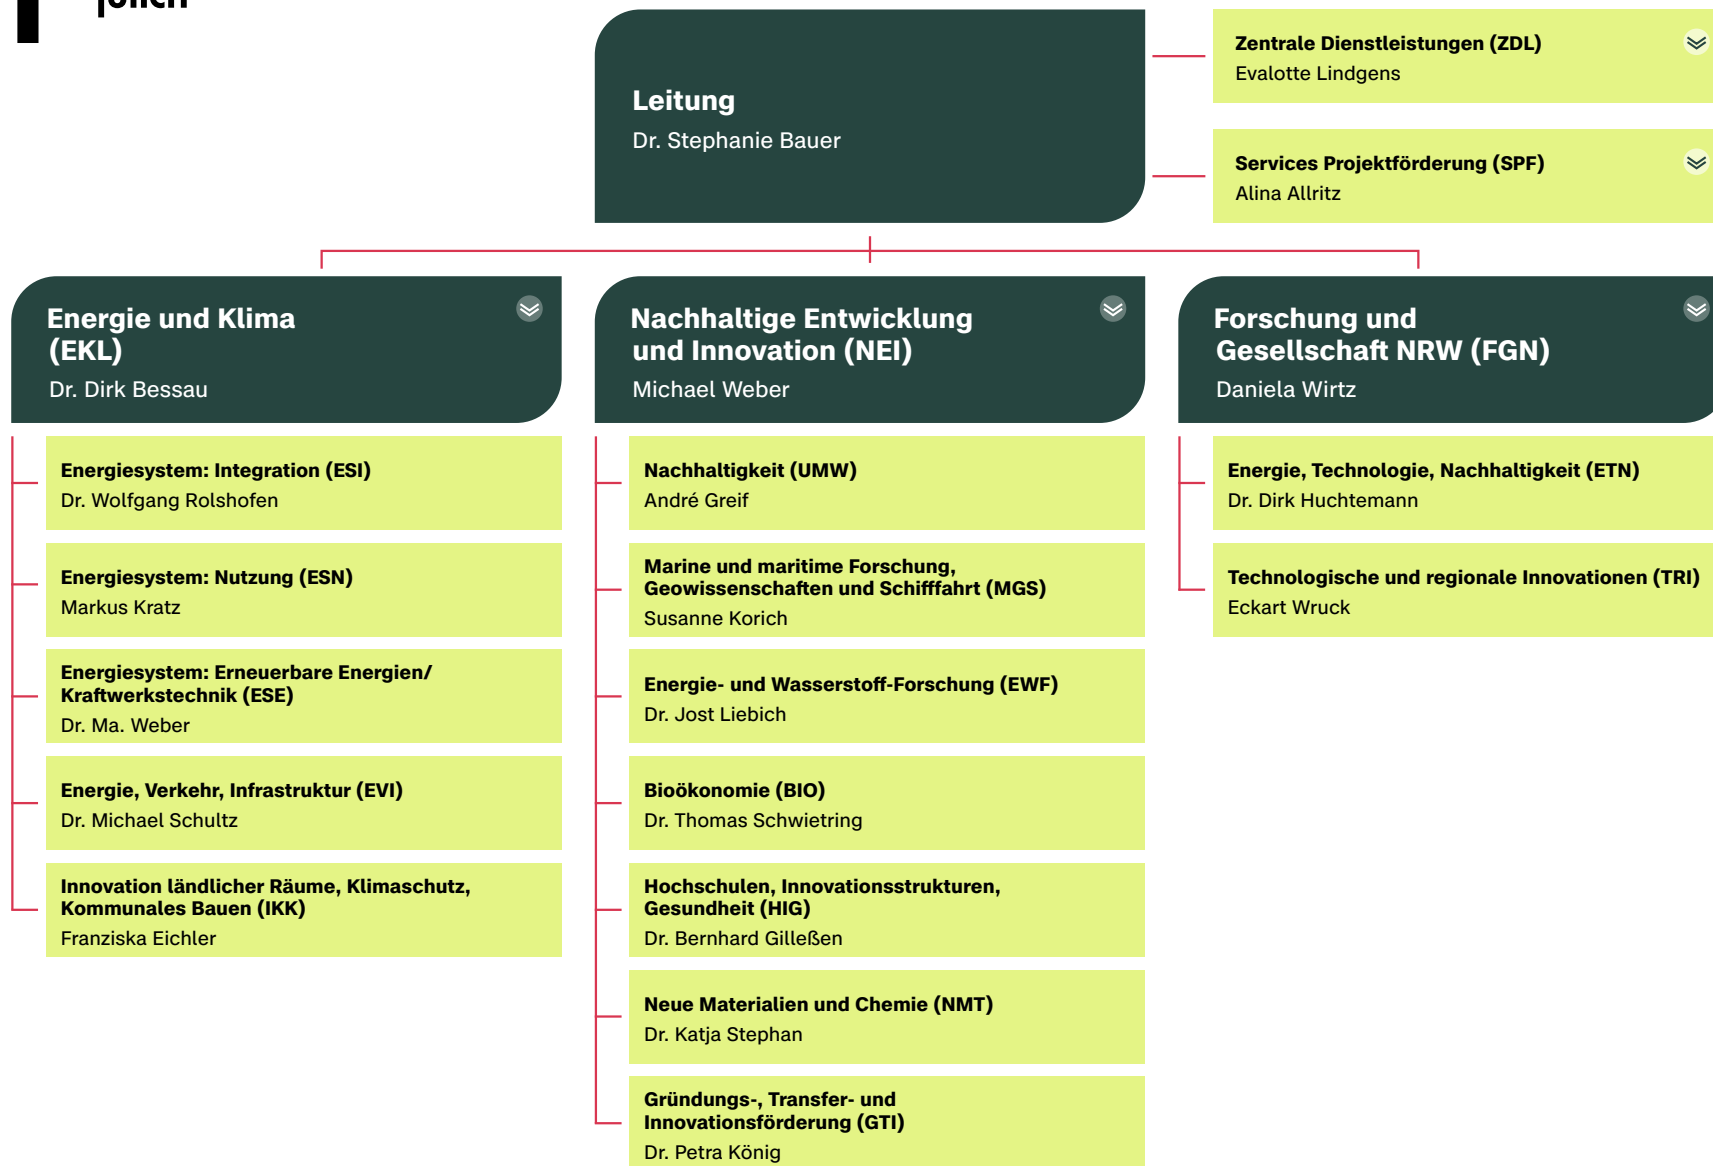 jülich
Leitung
Dr. Stephanie Bauer
Zentrale Dienstleistungen (ZDL)
Evalotte Lindgens
Services Projektförderung (SPF)
Alina Allritz
Energie und Klima
(EKL)
Dr. Dirk Bessau
Energiesystem: Integration (ESI)
Dr. Wolfgang Rolshofen
Energiesystem: Nutzung (ESN)
Markus Kratz
Energiesystem: Erneuerbare Energien/
Kraftwerkstechnik (ESE)
Dr. Ma. Weber
Energie, Verkehr, Infrastruktur (EVI)
Dr. Michael Schultz
Innovation ländlicher Räume, Klimaschutz,
Kommunales Bauen (IKK)
Franziska Eichler
Nachhaltige Entwicklung
und Innovation (NEI)
Michael Weber
Nachhaltigkeit (UMW)
André Greif
Marine und maritime Forschung,
Geowissenschaften und Schifffahrt (MGS)
Susanne Korich
Energie- und Wasserstoff-Forschung (EWF)
Dr. Jost Liebich
Bioökonomie (BIO)
Dr. Thomas Schwietring
Hochschulen, Innovationsstrukturen,
Gesundheit (HIG)
Dr. Bernhard Gilleßen
Neue Materialien und Chemie (NMT)
Dr. Katja Stephan
Gründungs-, Transfer- und
Innovationsförderung (GTI)
Dr. Petra König
Forschung und
Gesellschaft NRW (FGN)
Daniela Wirtz
Energie, Technologie, Nachhaltigkeit (ETN)
Dr. Dirk Huchtemann
Technologische und regionale Innovationen (TRI)
Eckart Wruck